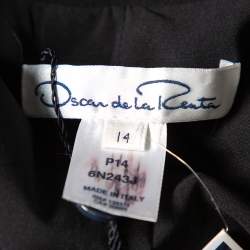 Oscar de la Renta
14
P14
6N243J
MADE IN ITALY